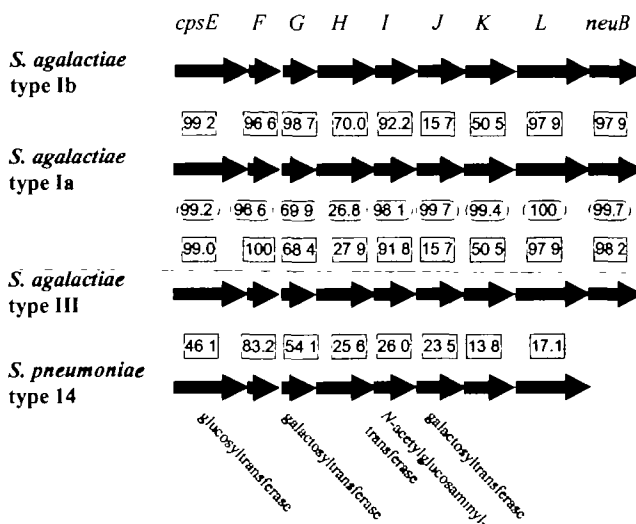 cpsE F G H I J K L neuB
S. agalactiae
type Ib
99 2 96 6 98 7 70.0 92.2 15 7 50 5 97 9 97 9
S. agalactiae
type Ia
99.2 96 6 69 9 26.8 98 1 99 7 99.4 100 99.7
99.0 100 68 4 27 9 91 8 15 7 50 5 97 9 98 2
S. agalactiae
type III
46 1 83.2 54 1 25 6 26 0 23 5 13 8 17.1
S. pneumoniae
type 14
glucosyltransferase
galactosyltransferase
N-acetylglucosaminyl-
transferase
galactosyltransferase